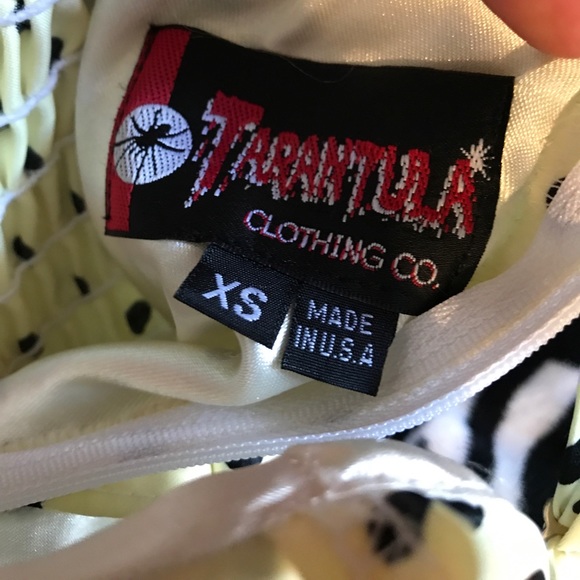 TARANTULA
CLOTHING CO.
XS
MADE
IN U.S.A